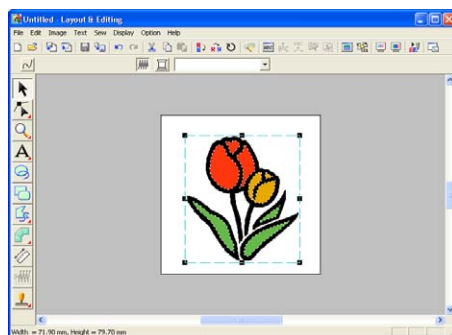 Untitled - Layout & Editing
File Edit Image Text Sew Display Option Help
A
Width = 71.90 mm, Height = 79.70 mm